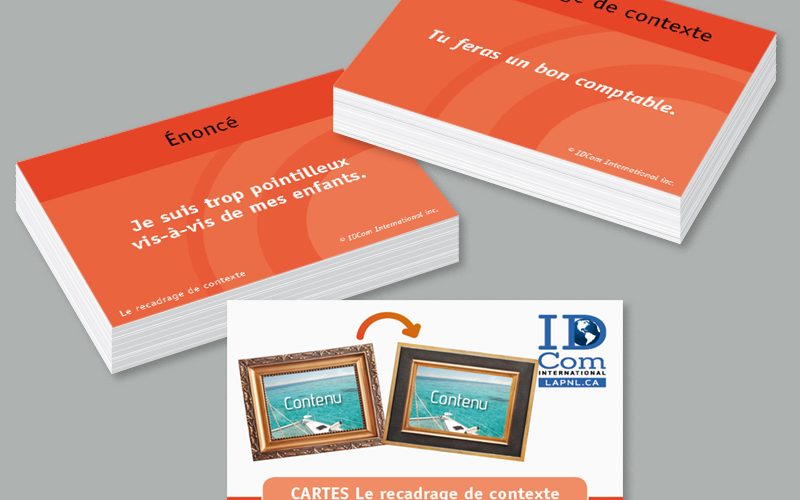 Énoncé
Je suis trop pointilleux
vis-à-vis de mes enfants.
© IDCom International inc.
Le recadrage de contexte
de contexte
Tu feras un bon comptable.
© IDCom International inc.
Contenu
Contenu
ID
Com
INTERNATIONAL
LAPNL.CA
CARTES Le recadrage de contexte